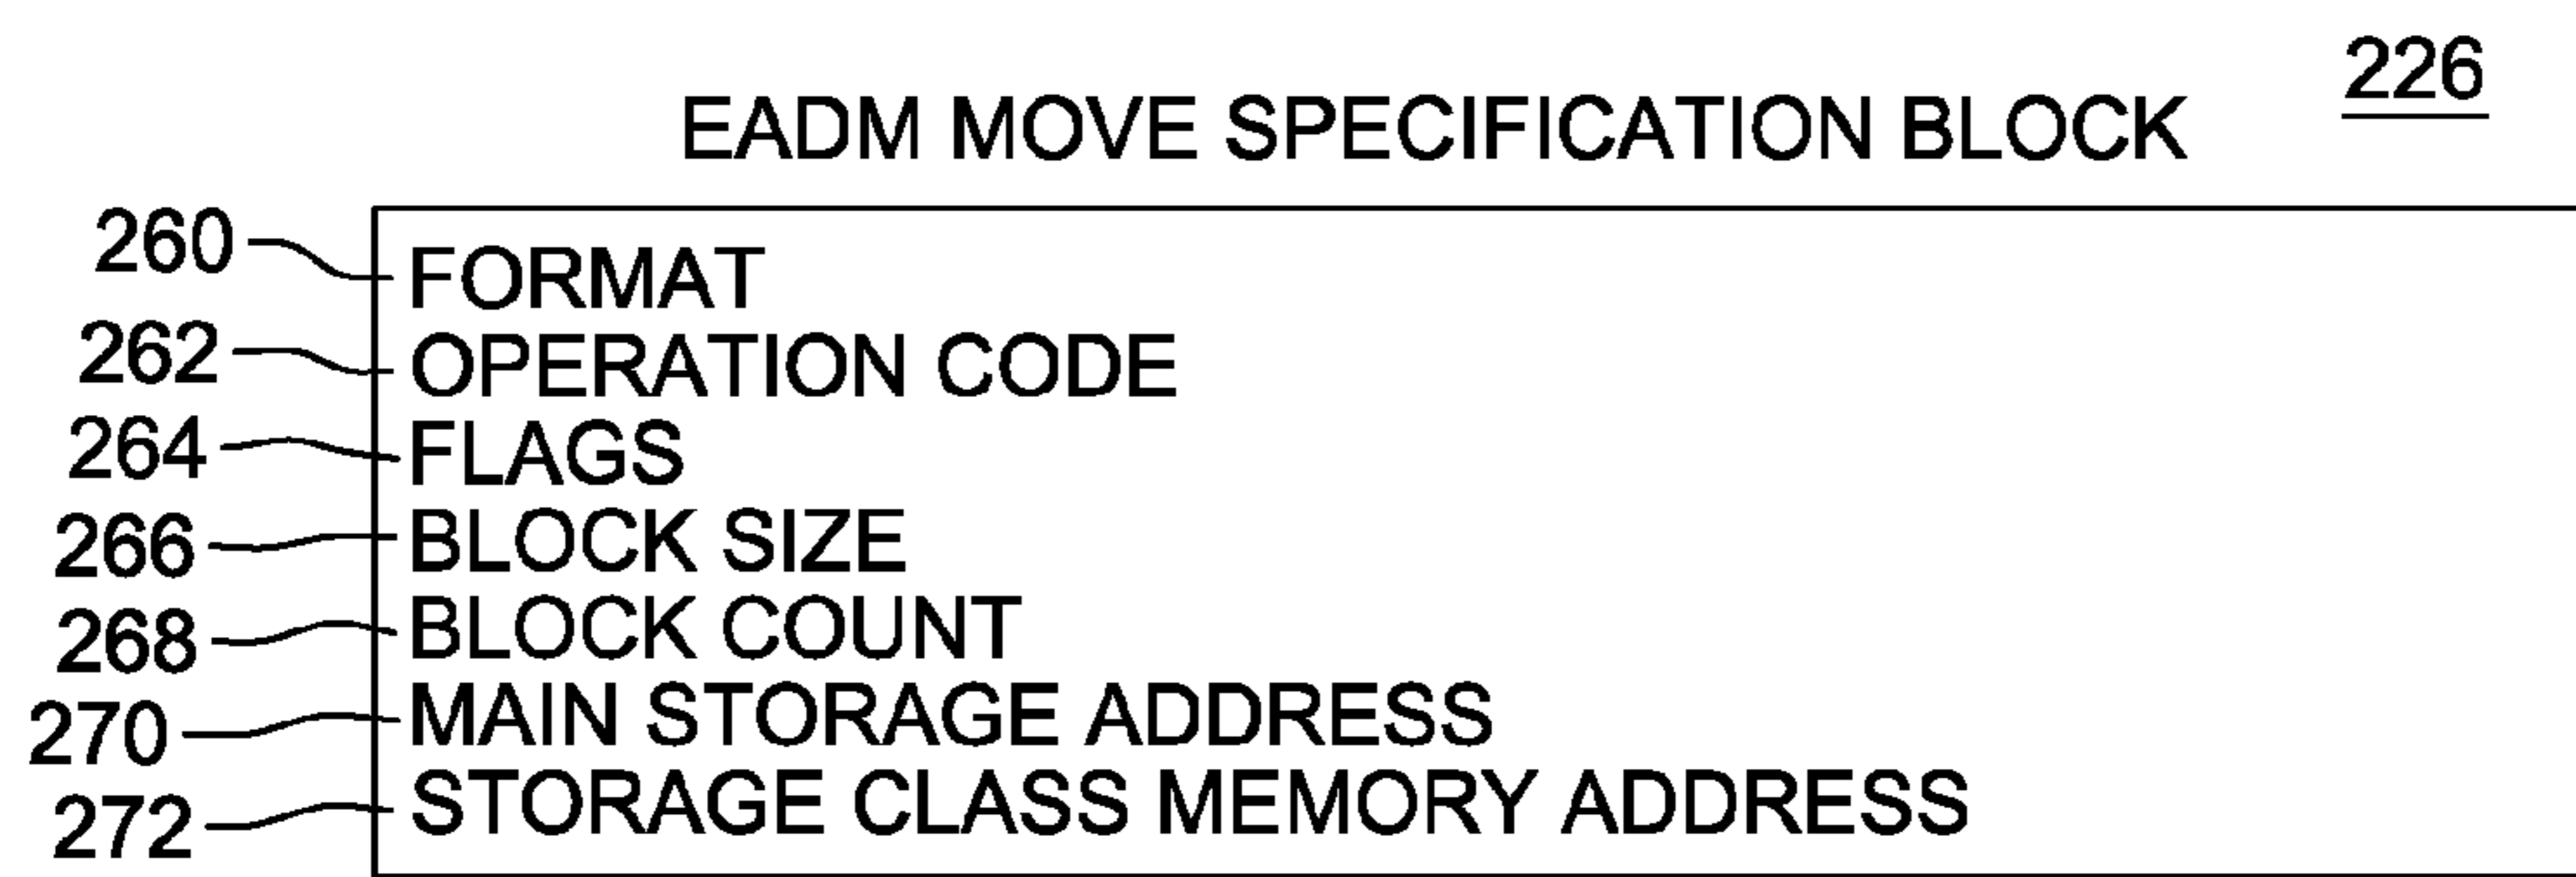 226
EADM MOVE SPECIFICATION BLOCK
260 FORMAT
262 OPERATION CODE
264 FLAGS
266 BLOCK SIZE
268 BLOCK COUNT
270 MAIN STORAGE ADDRESS
272 STORAGE CLASS MEMORY ADDRESS